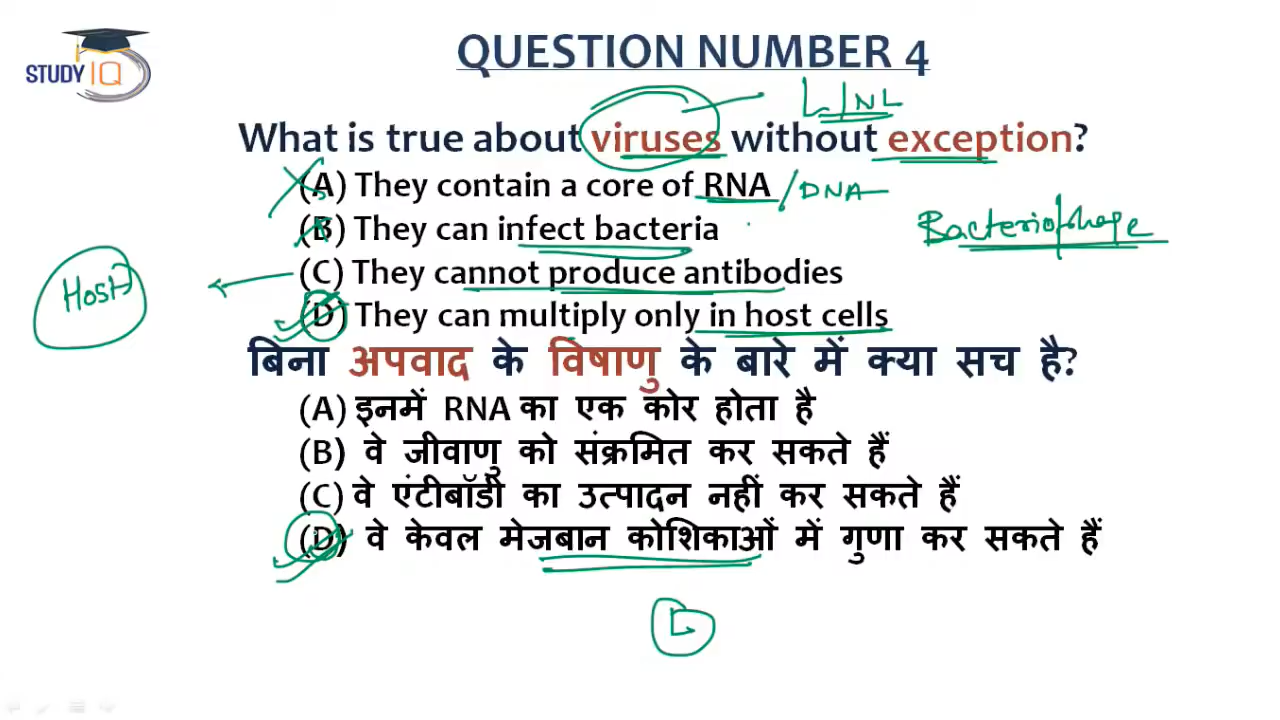 STUDY IQ
QUESTION NUMBER 4
L/NL
What is true about viruses without exception?
(A) They contain a core of RNA /DNA
(B) They can infect bacteria
Bacteriophage
(C) They cannot produce antibodies
Host
(D) They can multiply only in host cells
बिना अपवाद के विषाणु के बारे में क्या सच है?
(A) इनमें RNA का एक कोर होता है
(B) वे जीवाणु को संक्रमित कर सकते हैं
(C) वे एंटीबॉडी का उत्पादन नहीं कर सकते हैं
(D) वे केवल मेजबान कोशिकाओं में गुणा कर सकते हैं